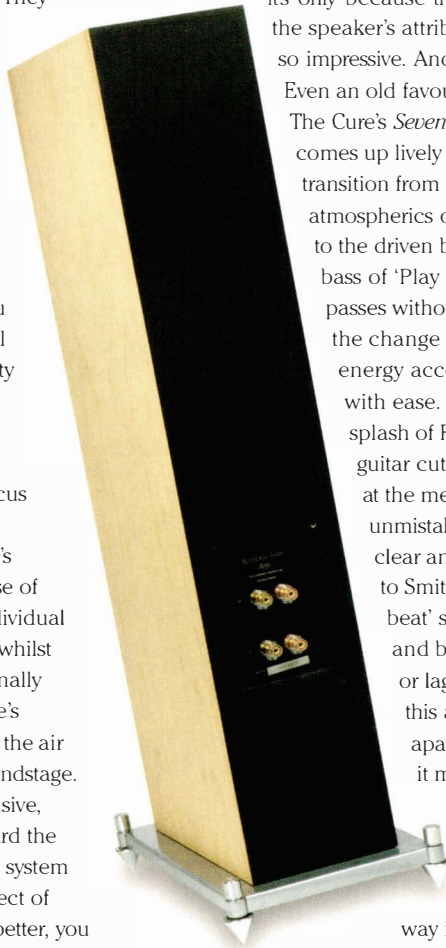 They
u
l
ty
cus
's
se of
dividual
whilst
nally
e's
the air
ndstage.
sive,
rd the
system
ect of
better, you
it's only because th
the speaker's attrib
so impressive. And
Even an old favou
The Cure's Seven
comes up lively
transition from
atmospherics o
to the driven b
bass of 'Play
passes witho
the change
energy acc
with ease.
splash of F
guitar cut
at the me
unmistal
clear an
to Smit
beat' s
and b
or lag
this a
apa
it m
way